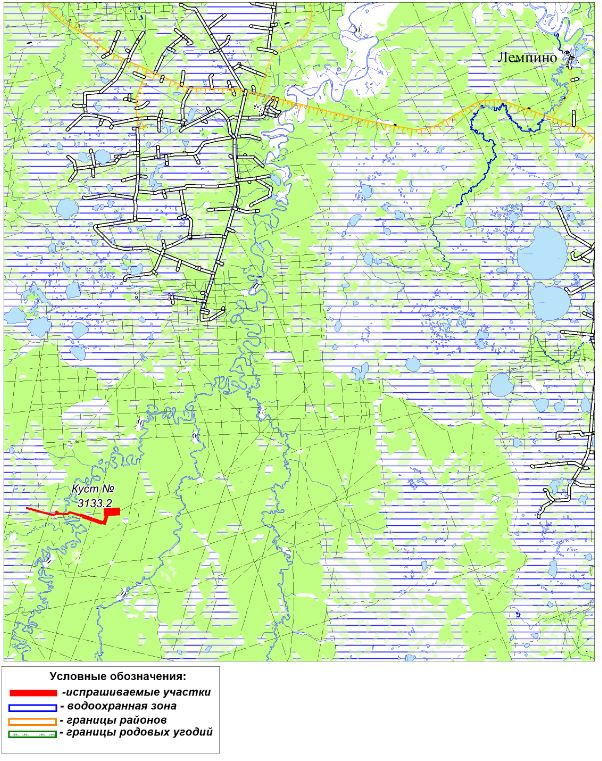 Лемпино
Куст №
3133.2
Условные обозначения:
-испрашиваемые участки
- водоохранная зона
- границы районов
- границы родовых угодий